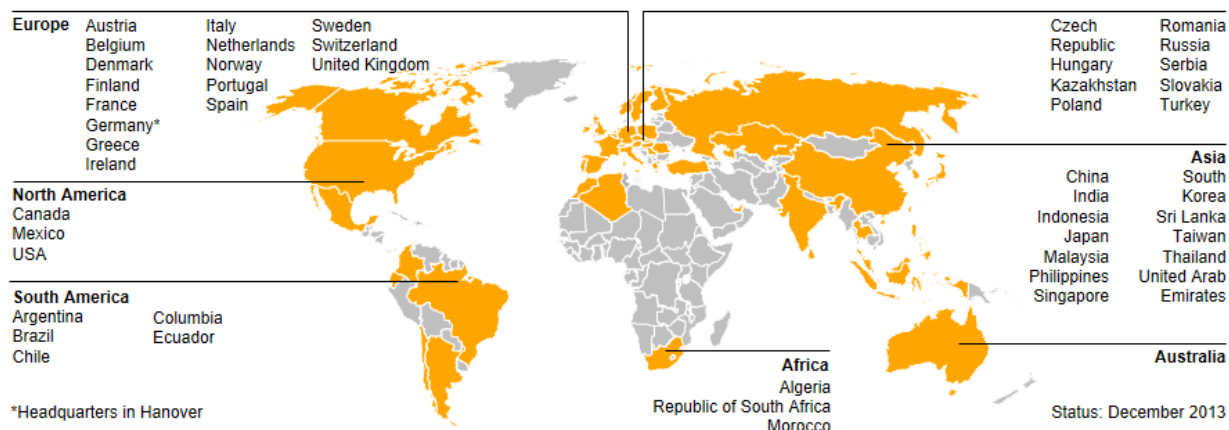 Europe
Austria
Belgium
Denmark
Finland
France
Germany*
Greece
Ireland
Italy
Netherlands
Norway
Portugal
Spain
Sweden
Switzerland
United Kingdom
Czech
Republic
Hungary
Kazakhstan
Poland
Romania
Russia
Serbia
Slovakia
Turkey
North America
Canada
Mexico
USA
Asia
China
India
Indonesia
Japan
Malaysia
Philippines
Singapore
South
Korea
Sri Lanka
Taiwan
Thailand
United Arab
Emirates
South America
Argentina
Brazil
Chile
Columbia
Ecuador
Africa
Algeria
Republic of South Africa
Morocco
Australia
*Headquarters in Hanover
Status: December 2013